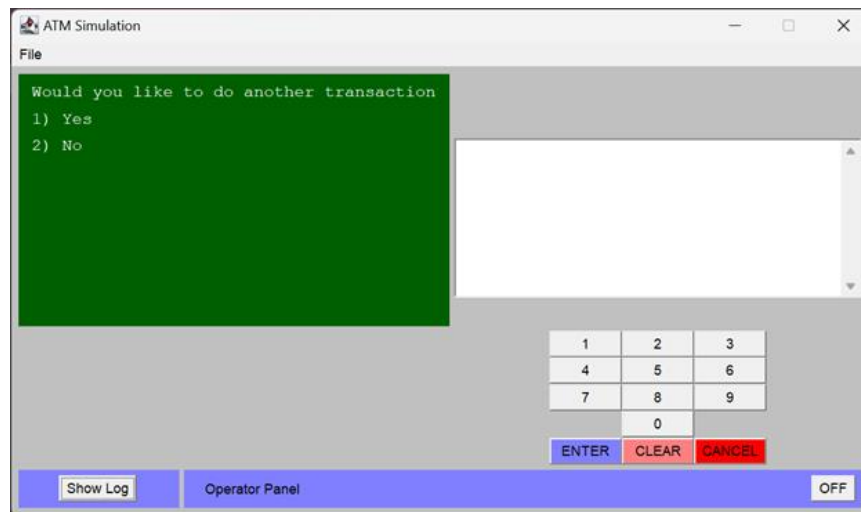 ATM Simulation
File
Would you like to do another transaction
1) Yes
2) No
1 2 3
4 5 6
7 8 9
0
ENTER CLEAR CANCEL
Show Log Operator Panel OFF